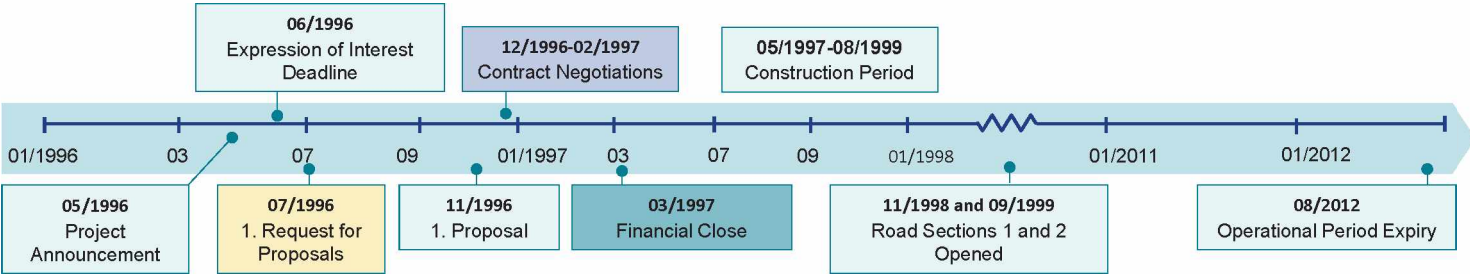 06/1996
Expression of Interest
Deadline
12/1996-02/1997
Contract Negotiations
05/1997-08/1999
Construction Period
01/1996
03
07
09
01/1997
03
07
09
01/1998
01/2011
01/2012
05/1996
Project
Announcement
07/1996
1. Request for
Proposals
11/1996
1. Proposal
03/1997
Financial Close
11/1998 and 09/1999
Road Sections 1 and 2
Opened
08/2012
Operational Period Expiry